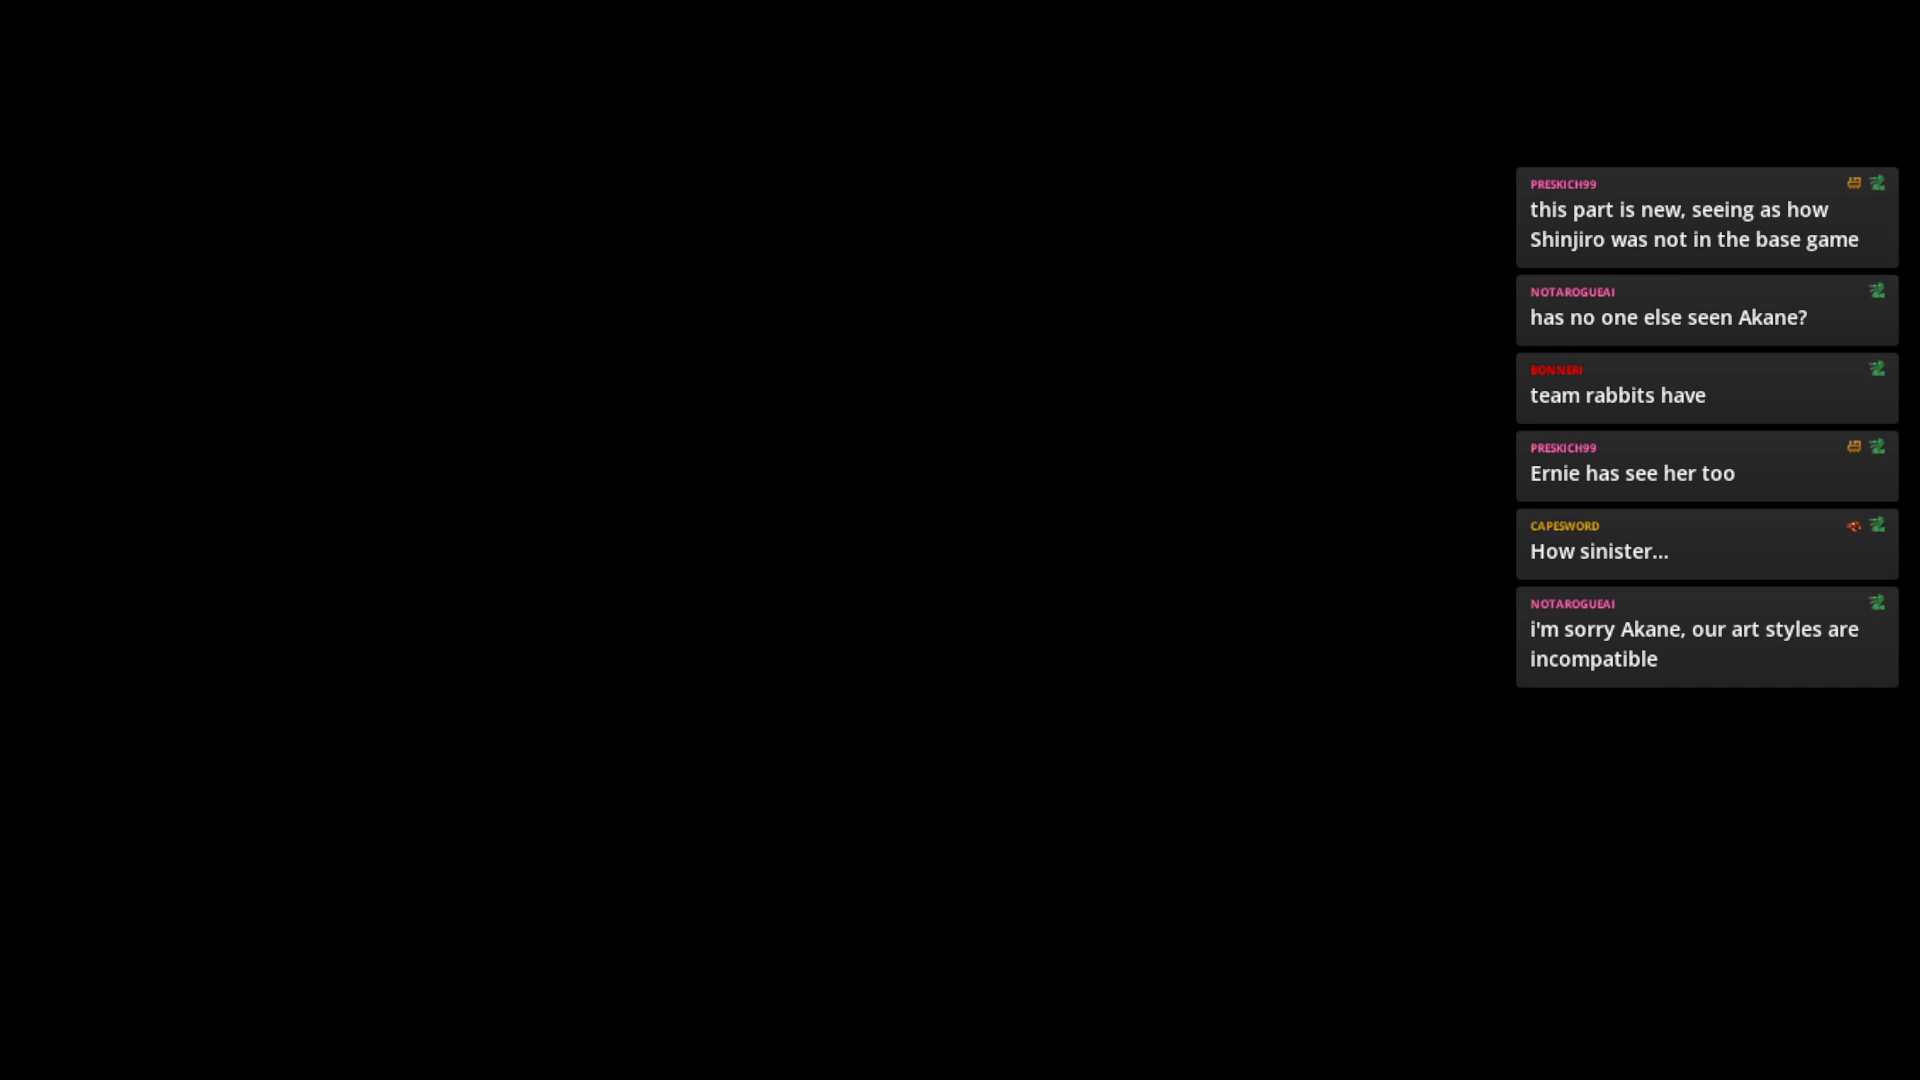 PRESKICH99
this part is new, seeing as how
Shinjiro was not in the base game
NOTAROGUEAI
has no one else seen Akane?
BONNERI
team rabbits have
PRESKICH99
Ernie has see her too
CAPESWORD
How sinister...
NOTAROGUEAI
i'm sorry Akane, our art styles are
incompatible